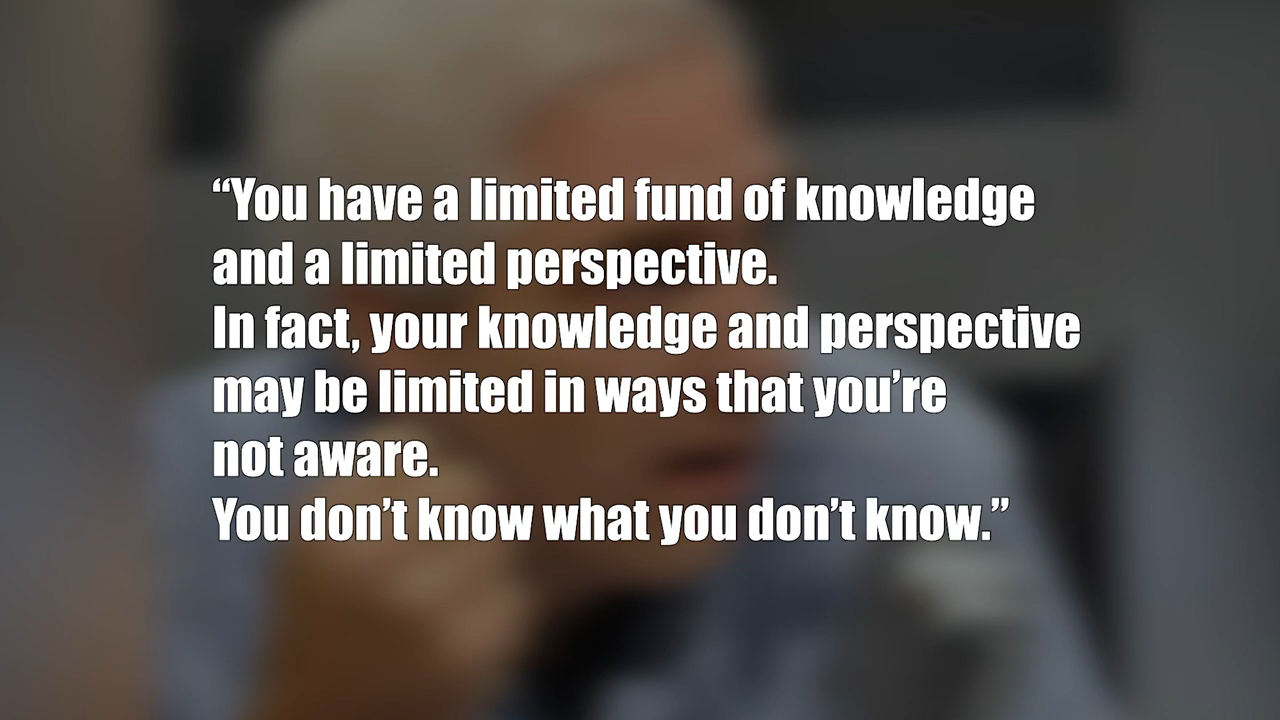 “You have a limited fund of knowledge
and a limited perspective.
In fact, your knowledge and perspective
may be limited in ways that you’re
not aware.
You don’t know what you don’t know.”